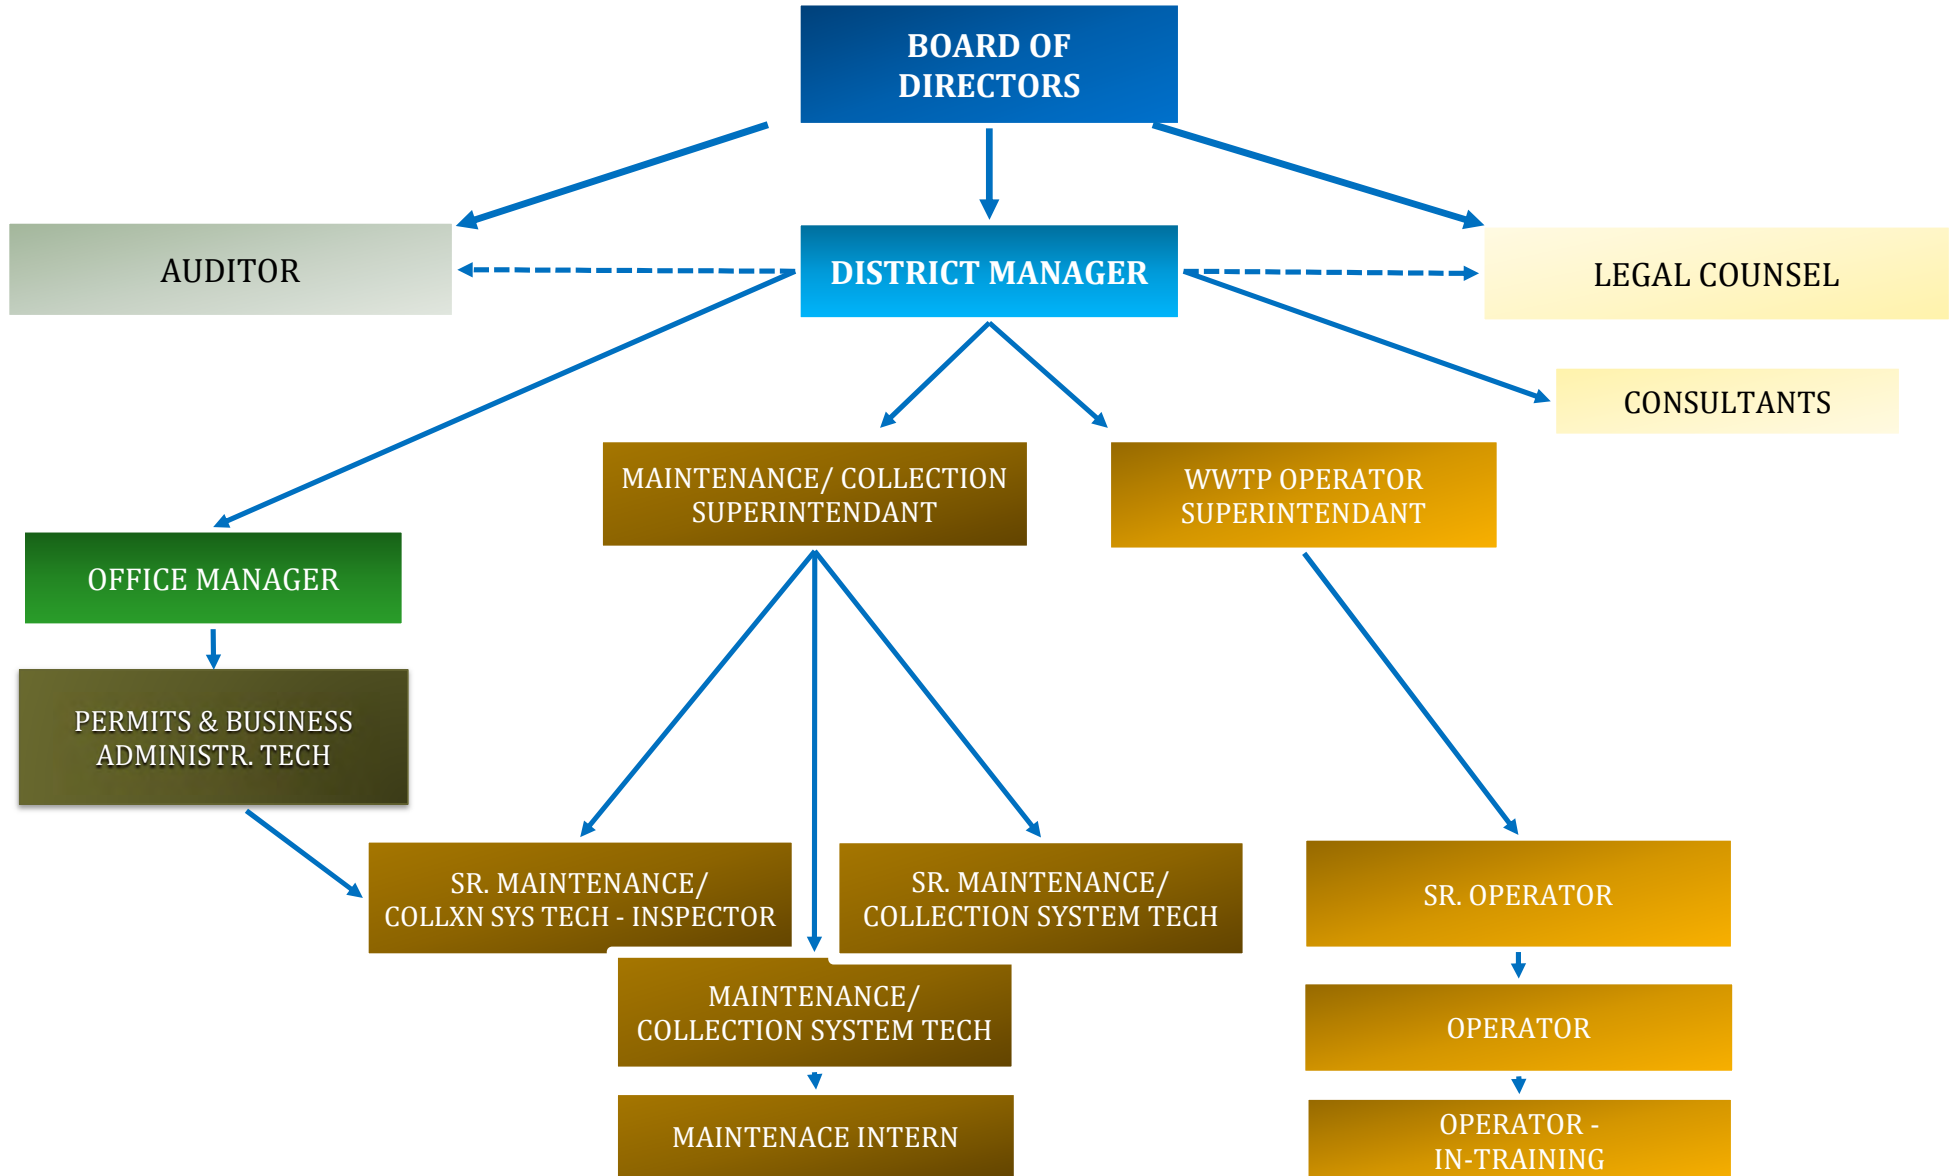 BOARD OF
DIRECTORS
AUDITOR
DISTRICT MANAGER
LEGAL COUNSEL
CONSULTANTS
MAINTENANCE/ COLLECTION
SUPERINTENDANT
WWTP OPERATOR
SUPERINTENDANT
OFFICE MANAGER
PERMITS & BUSINESS
ADMINISTR. TECH
SR. MAINTENANCE/
COLLXN SYS TECH - INSPECTOR
SR. MAINTENANCE/
COLLECTION SYSTEM TECH
SR. OPERATOR
MAINTENANCE/
COLLECTION SYSTEM TECH
OPERATOR
MAINTENACE INTERN
OPERATOR -
IN-TRAINING